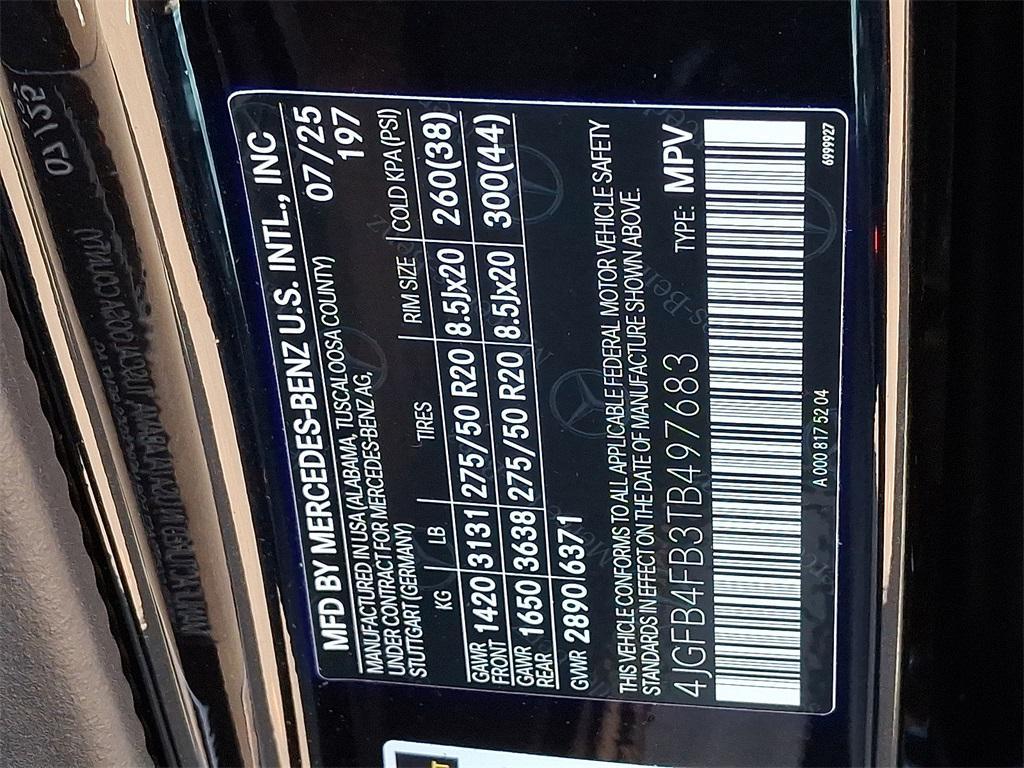 MFD BY MERCEDES-BENZ U.S. INTL., INC
MANUFACTURED IN USA (ALABAMA, TUSCALOOSA COUNTY) 07/25
UNDER CONTRACT FOR MERCEDES-BENZ AG, 197
STUTTGART (GERMANY)
KG LB TIRES RIM SIZE COLD KPA (PSI)
GAWR FRONT 1420 3131 275/50 R20 8.5Jx20 260(38)
GAWR REAR 1650 3638 275/50 R20 8.5Jx20 300(44)
GVWR 2890 6371
THIS VEHICLE CONFORMS TO ALL APPLICABLE FEDERAL MOTOR VEHICLE SAFETY
STANDARDS IN EFFECT ON THE DATE OF MANUFACTURE SHOWN ABOVE.
4JGFB4FB3TB497683 TYPE: MPV
A 000 817 52 04 6999927